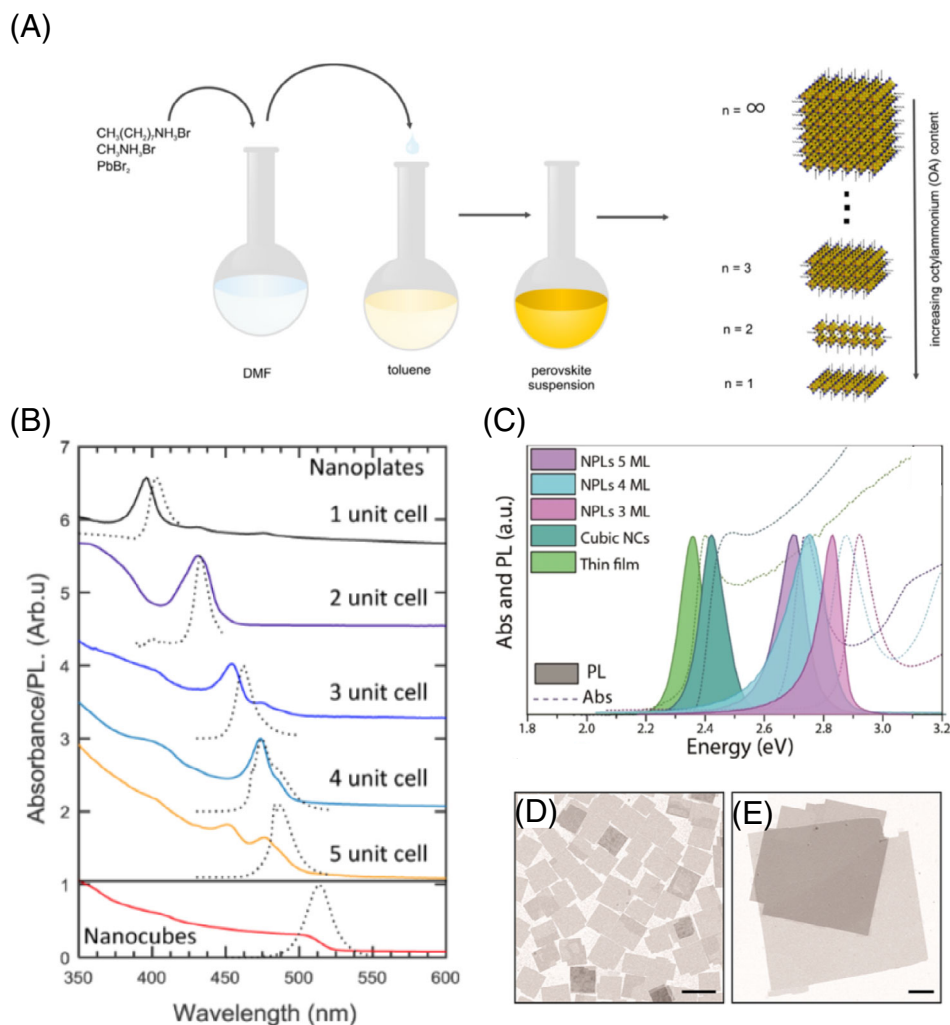 (A)
CH₃(CH₂)₇NH₃Br
CH₃NH₃Br
PbBr₂
DMF
toluene
perovskite
suspension
n = ∞
n = 3
n = 2
n = 1
increasing octylammonium (OA) content
(B)
Absorbance/PL. (Arb.u)
7
6
5
4
3
2
1
0
1
Nanoplates
1 unit cell
2 unit cell
3 unit cell
4 unit cell
5 unit cell
Nanocubes
350 400 450 500 550 600
Wavelength (nm)
(C)
Abs and PL (a.u.)
NPLs 5 ML
NPLs 4 ML
NPLs 3 ML
Cubic NCs
Thin film
PL
Abs
1.8 2.0 2.2 2.4 2.6 2.8 3.0 3.2
Energy (eV)
(D)
(E)